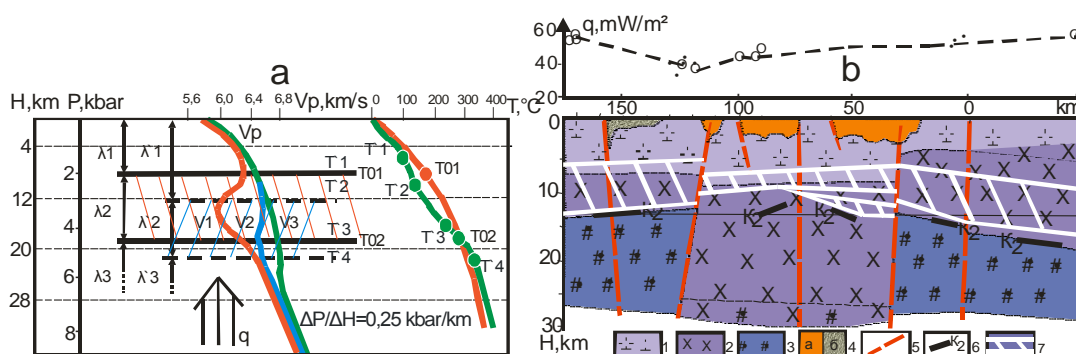 a
H,km P,kbar
Vp,km/s
T,°C
5,6 6,0 6,4 6,8
0 100 200 300 400
4
2
12
4
20
6
28
8
λ1
λ2
λ3
λ`1
λ`2
λ`3
Vp
V1 V2 V3
T01
T02
T`1
T`2
T`3
T`4
T`1
T01
T`2
T`3
T02
T`4
q
ΔP/ΔH=0,25 kbar/km
b
q,mW/m²
60
40
20
150 100 50 0 km
0
10
20
30
H,km
K2 K2 K2 K2 K2
1 2 3 а б 4 5 K2 6 7